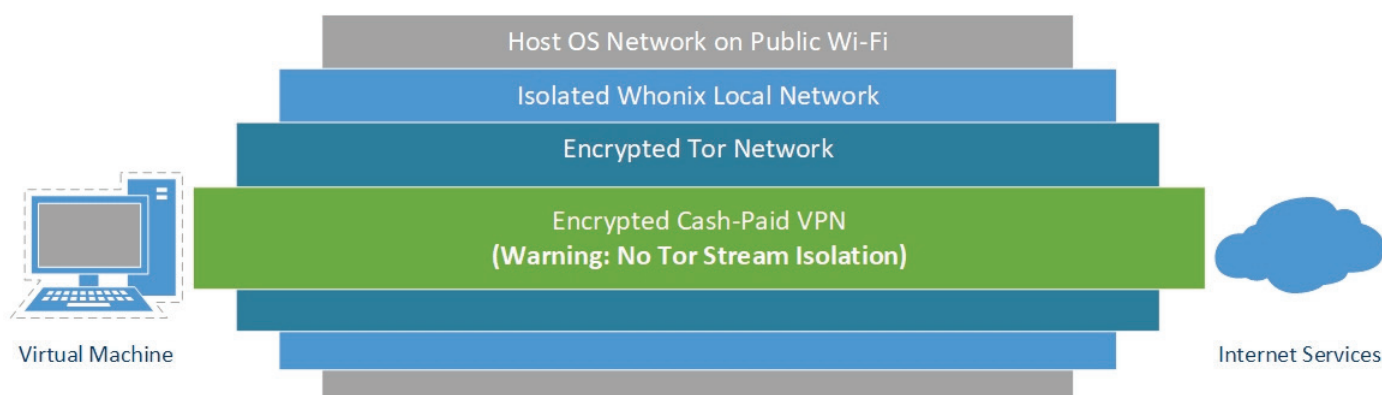 Host OS Network on Public Wi-Fi
Isolated Whonix Local Network
Encrypted Tor Network
Encrypted Cash-Paid VPN
(Warning: No Tor Stream Isolation)
Virtual Machine
Internet Services